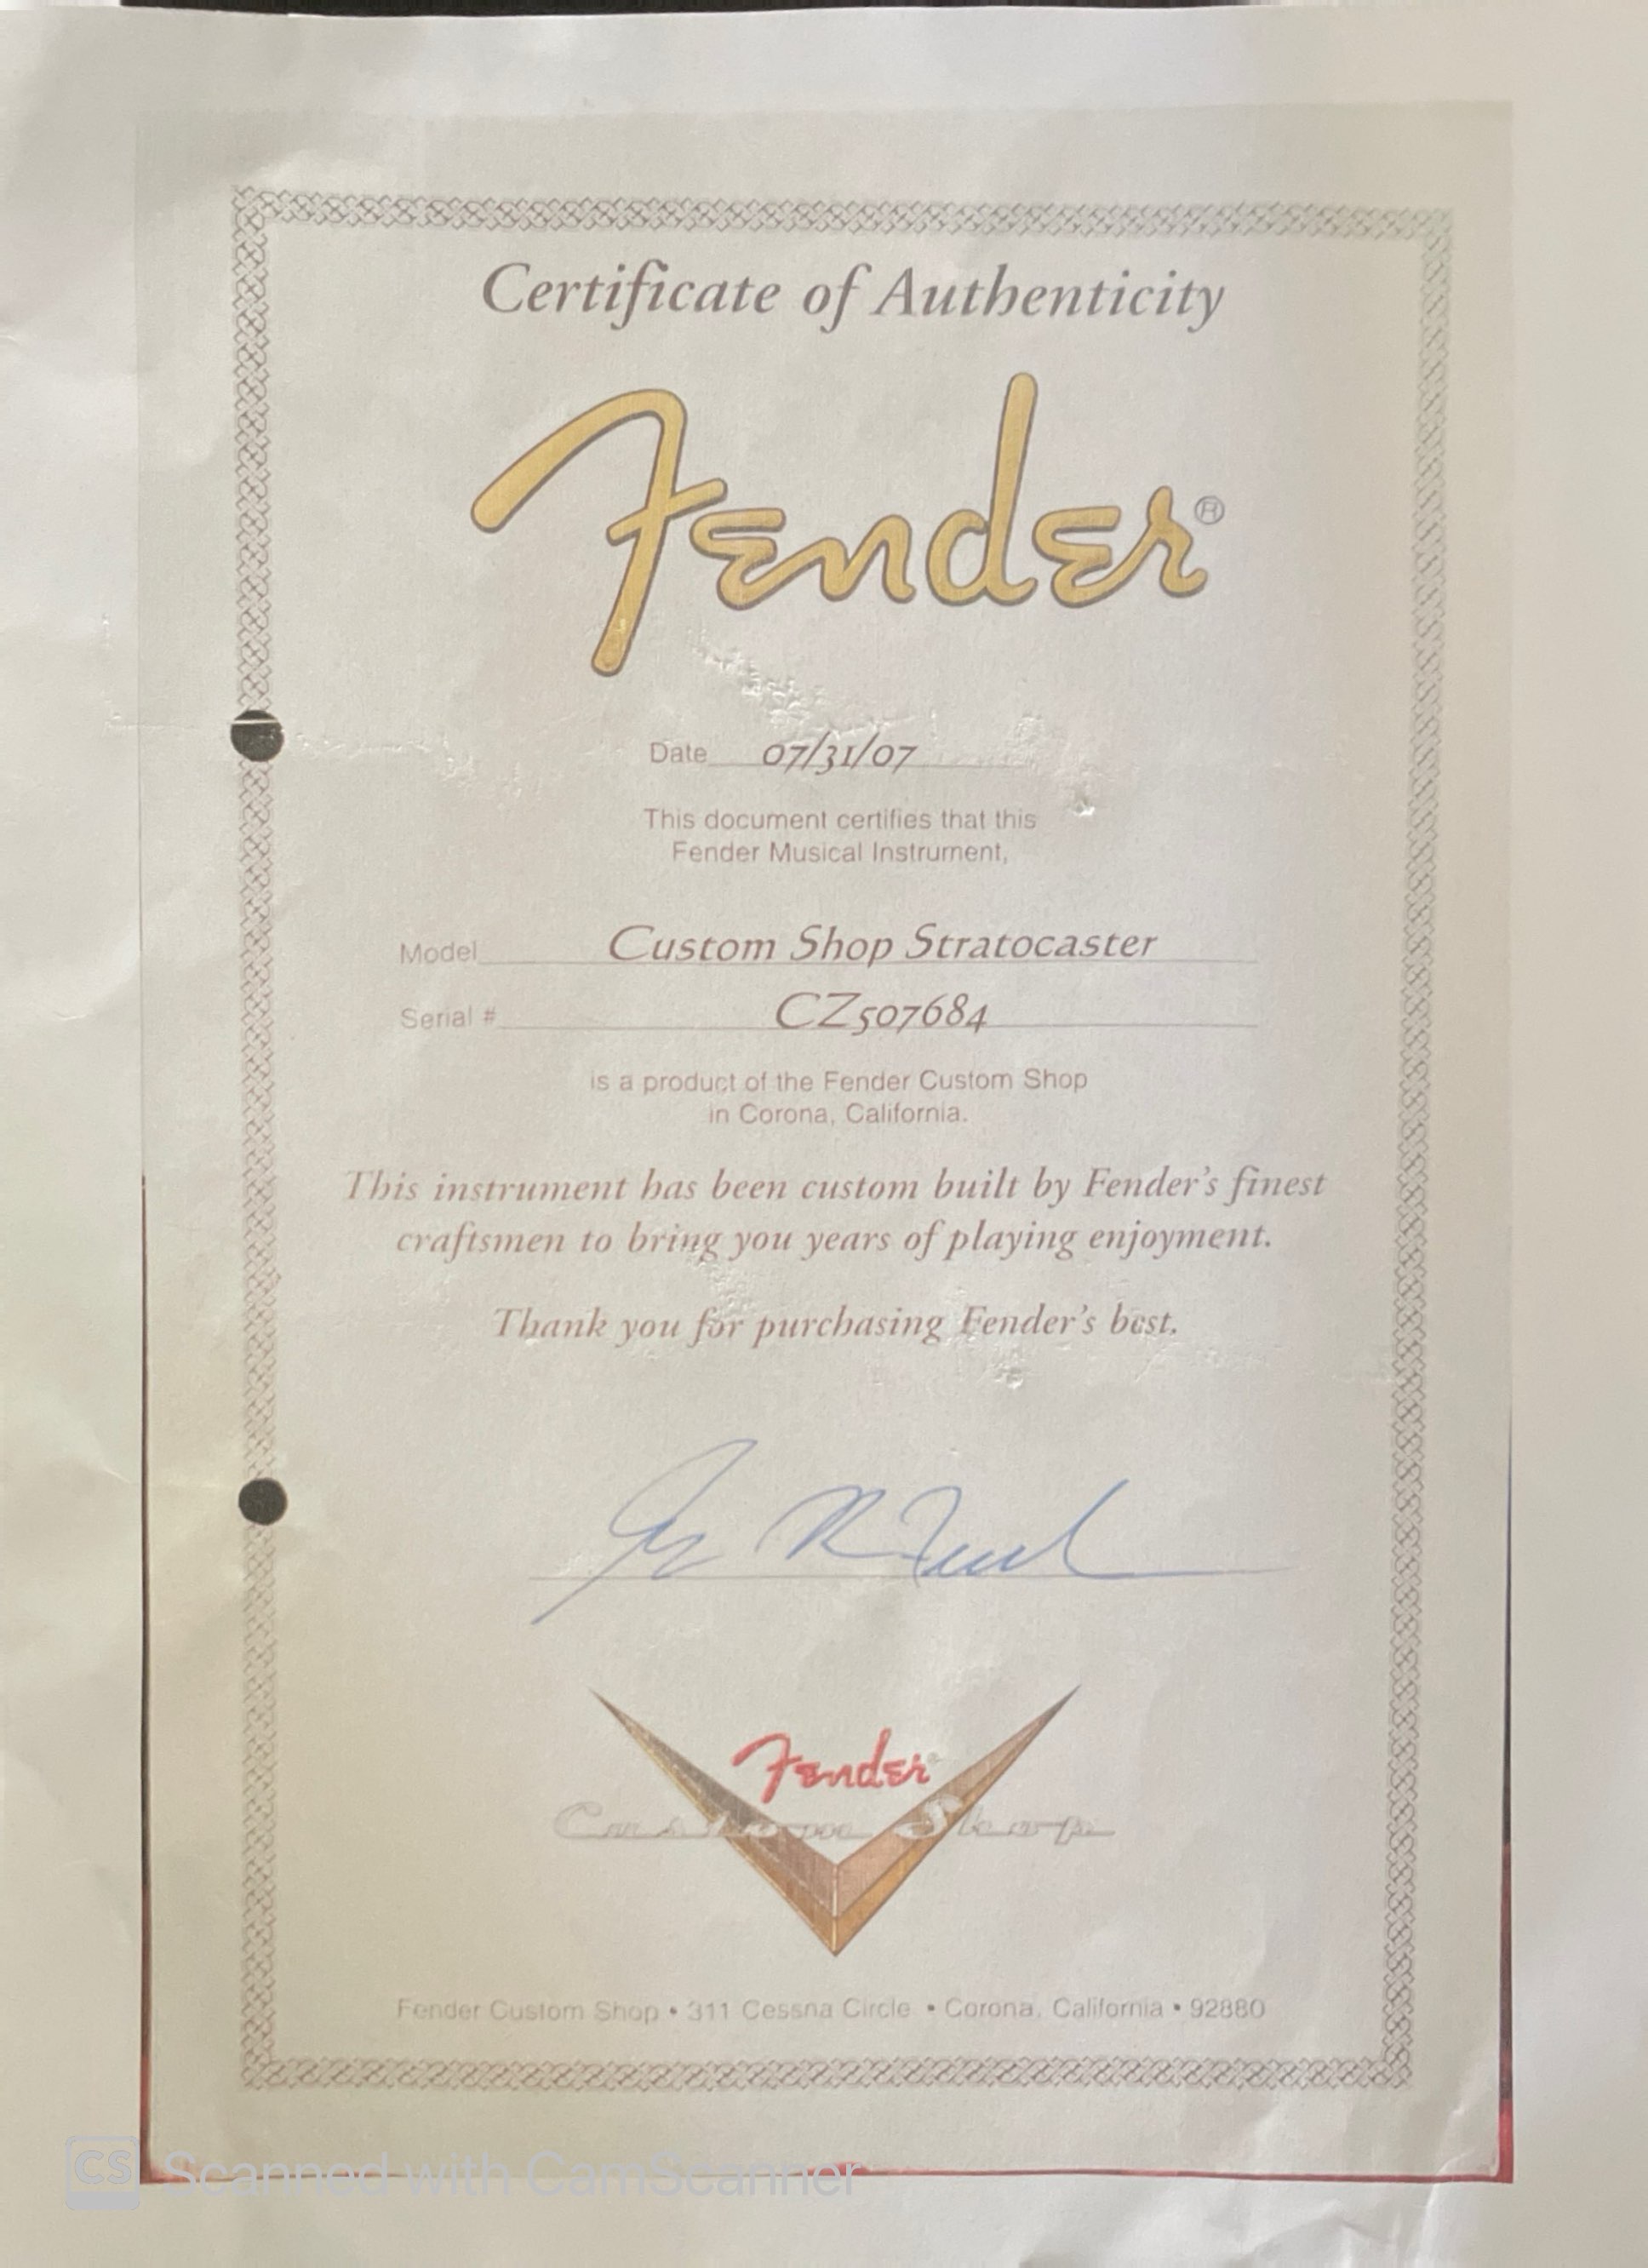 Certificate of Authenticity
Fender®
Date 07/31/07
This document certifies that this
Fender Musical Instrument,
Model Custom Shop Stratocaster
Serial # CZ507684
is a product of the Fender Custom Shop
in Corona, California.
This instrument has been custom built by Fender's finest
craftsmen to bring you years of playing enjoyment.
Thank you for purchasing Fender's best.
Fender®
Custom Shop
Fender Custom Shop • 311 Cessna Circle • Corona, California • 92880
CS Scanned with CamScanner